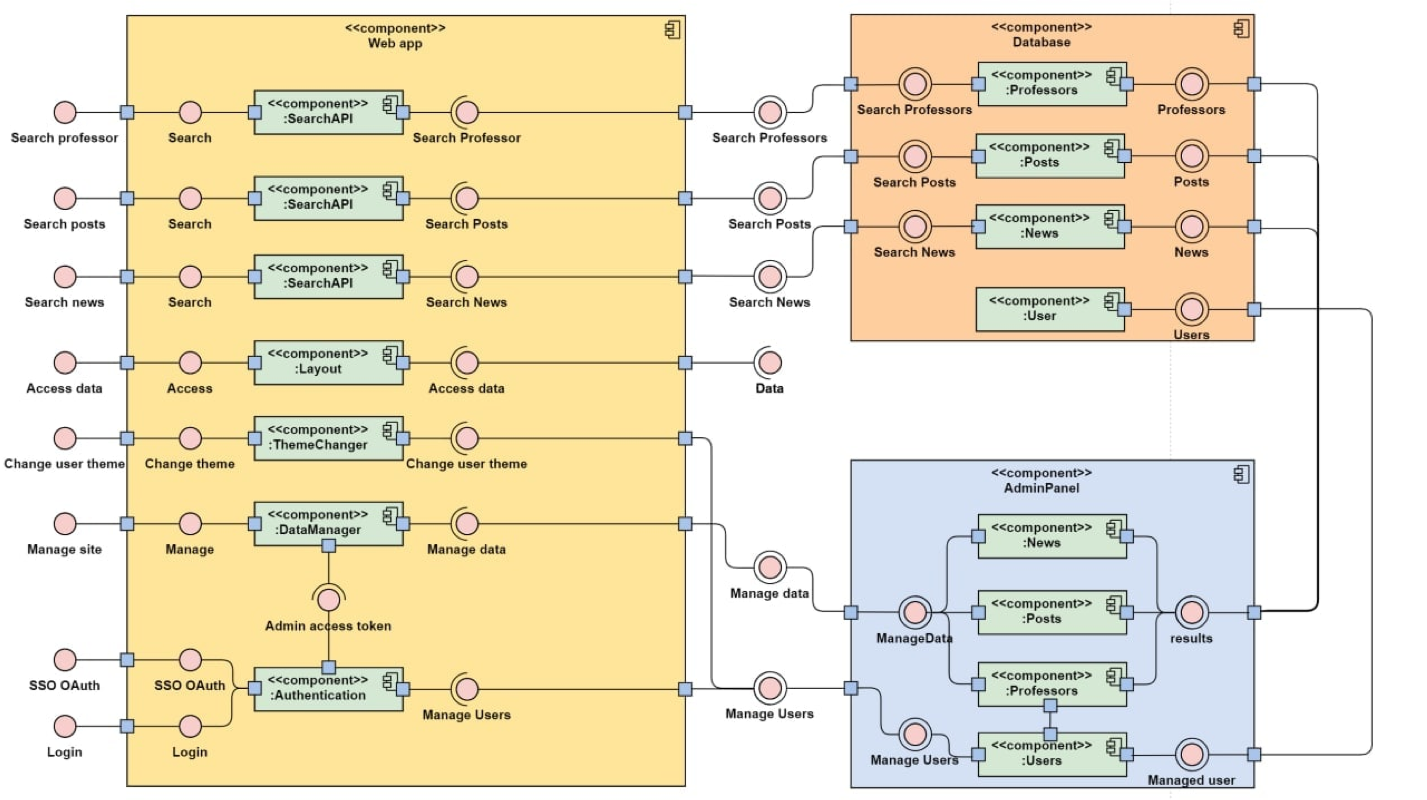 <<component>>
Web app
Search professor
Search
<<component>>
:SearchAPI
Search Professor
Search posts
Search
<<component>>
:SearchAPI
Search Posts
Search news
Search
<<component>>
:SearchAPI
Search News
Access data
Access
<<component>>
:Layout
Access data
Change user theme
Change theme
<<component>>
:ThemeChanger
Change user theme
Manage site
Manage
<<component>>
:DataManager
Manage data
Admin access token
SSO OAuth
SSO OAuth
<<component>>
:Authentication
Manage Users
Login
Login
Search Professors
Search Posts
Search News
Data
Manage data
Manage Users
<<component>>
Database
Search Professors
<<component>>
:Professors
Professors
Search Posts
<<component>>
:Posts
Posts
Search News
<<component>>
:News
News
<<component>>
:User
Users
<<component>>
AdminPanel
<<component>>
:News
ManageData
<<component>>
:Posts
results
<<component>>
:Professors
Manage Users
<<component>>
:Users
Managed user